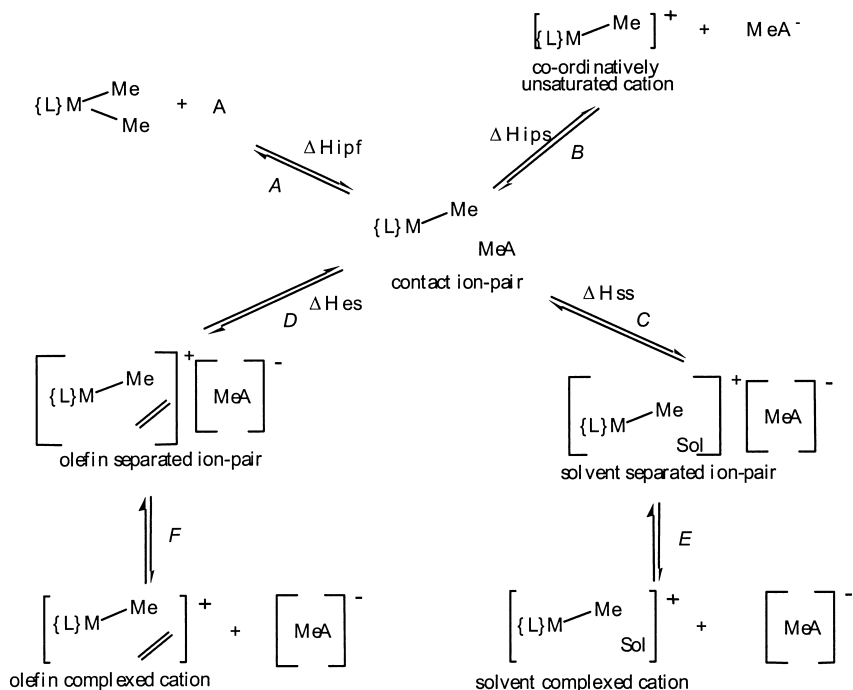 [{L}M Me]+ + MeA-
co-ordinatively
unsaturated cation
{L}M Me Me + A
ΔHipf
A
ΔHips
B
{L}M Me
MeA
contact ion-pair
ΔHes
D
ΔHss
C
[{L}M Me]+ [MeA]-
olefin separated ion-pair
[{L}M Me Sol]+ [MeA]-
solvent separated ion-pair
F
E
[{L}M Me]+ + [MeA]-
olefin complexed cation
[{L}M Me Sol]+ + [MeA]-
solvent complexed cation